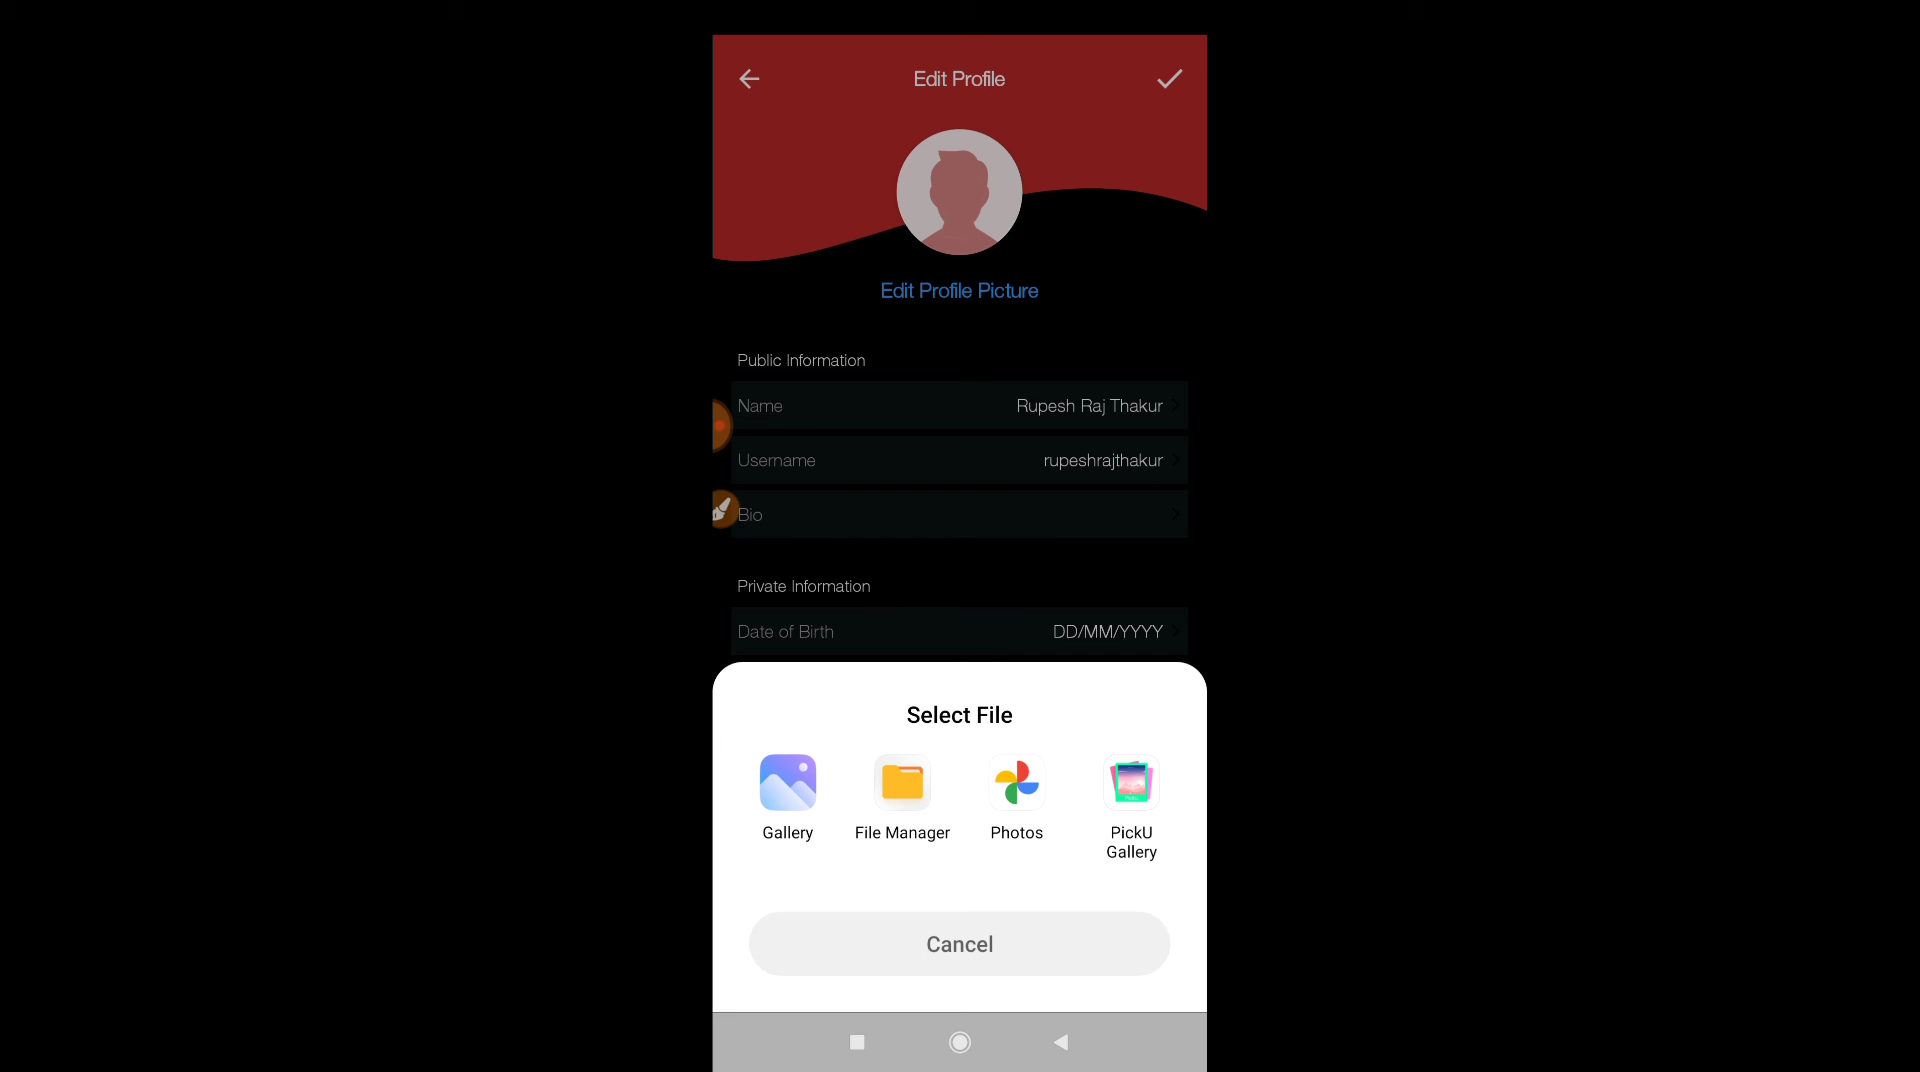 Edit Profile
Edit Profile Picture
Public Information
Name Rupesh Raj Thakur
Username rupeshrajthakur
Bio
Private Information
Date of Birth DD/MM/YYYY
Select File
Gallery File Manager Photos PickU
Gallery
Cancel